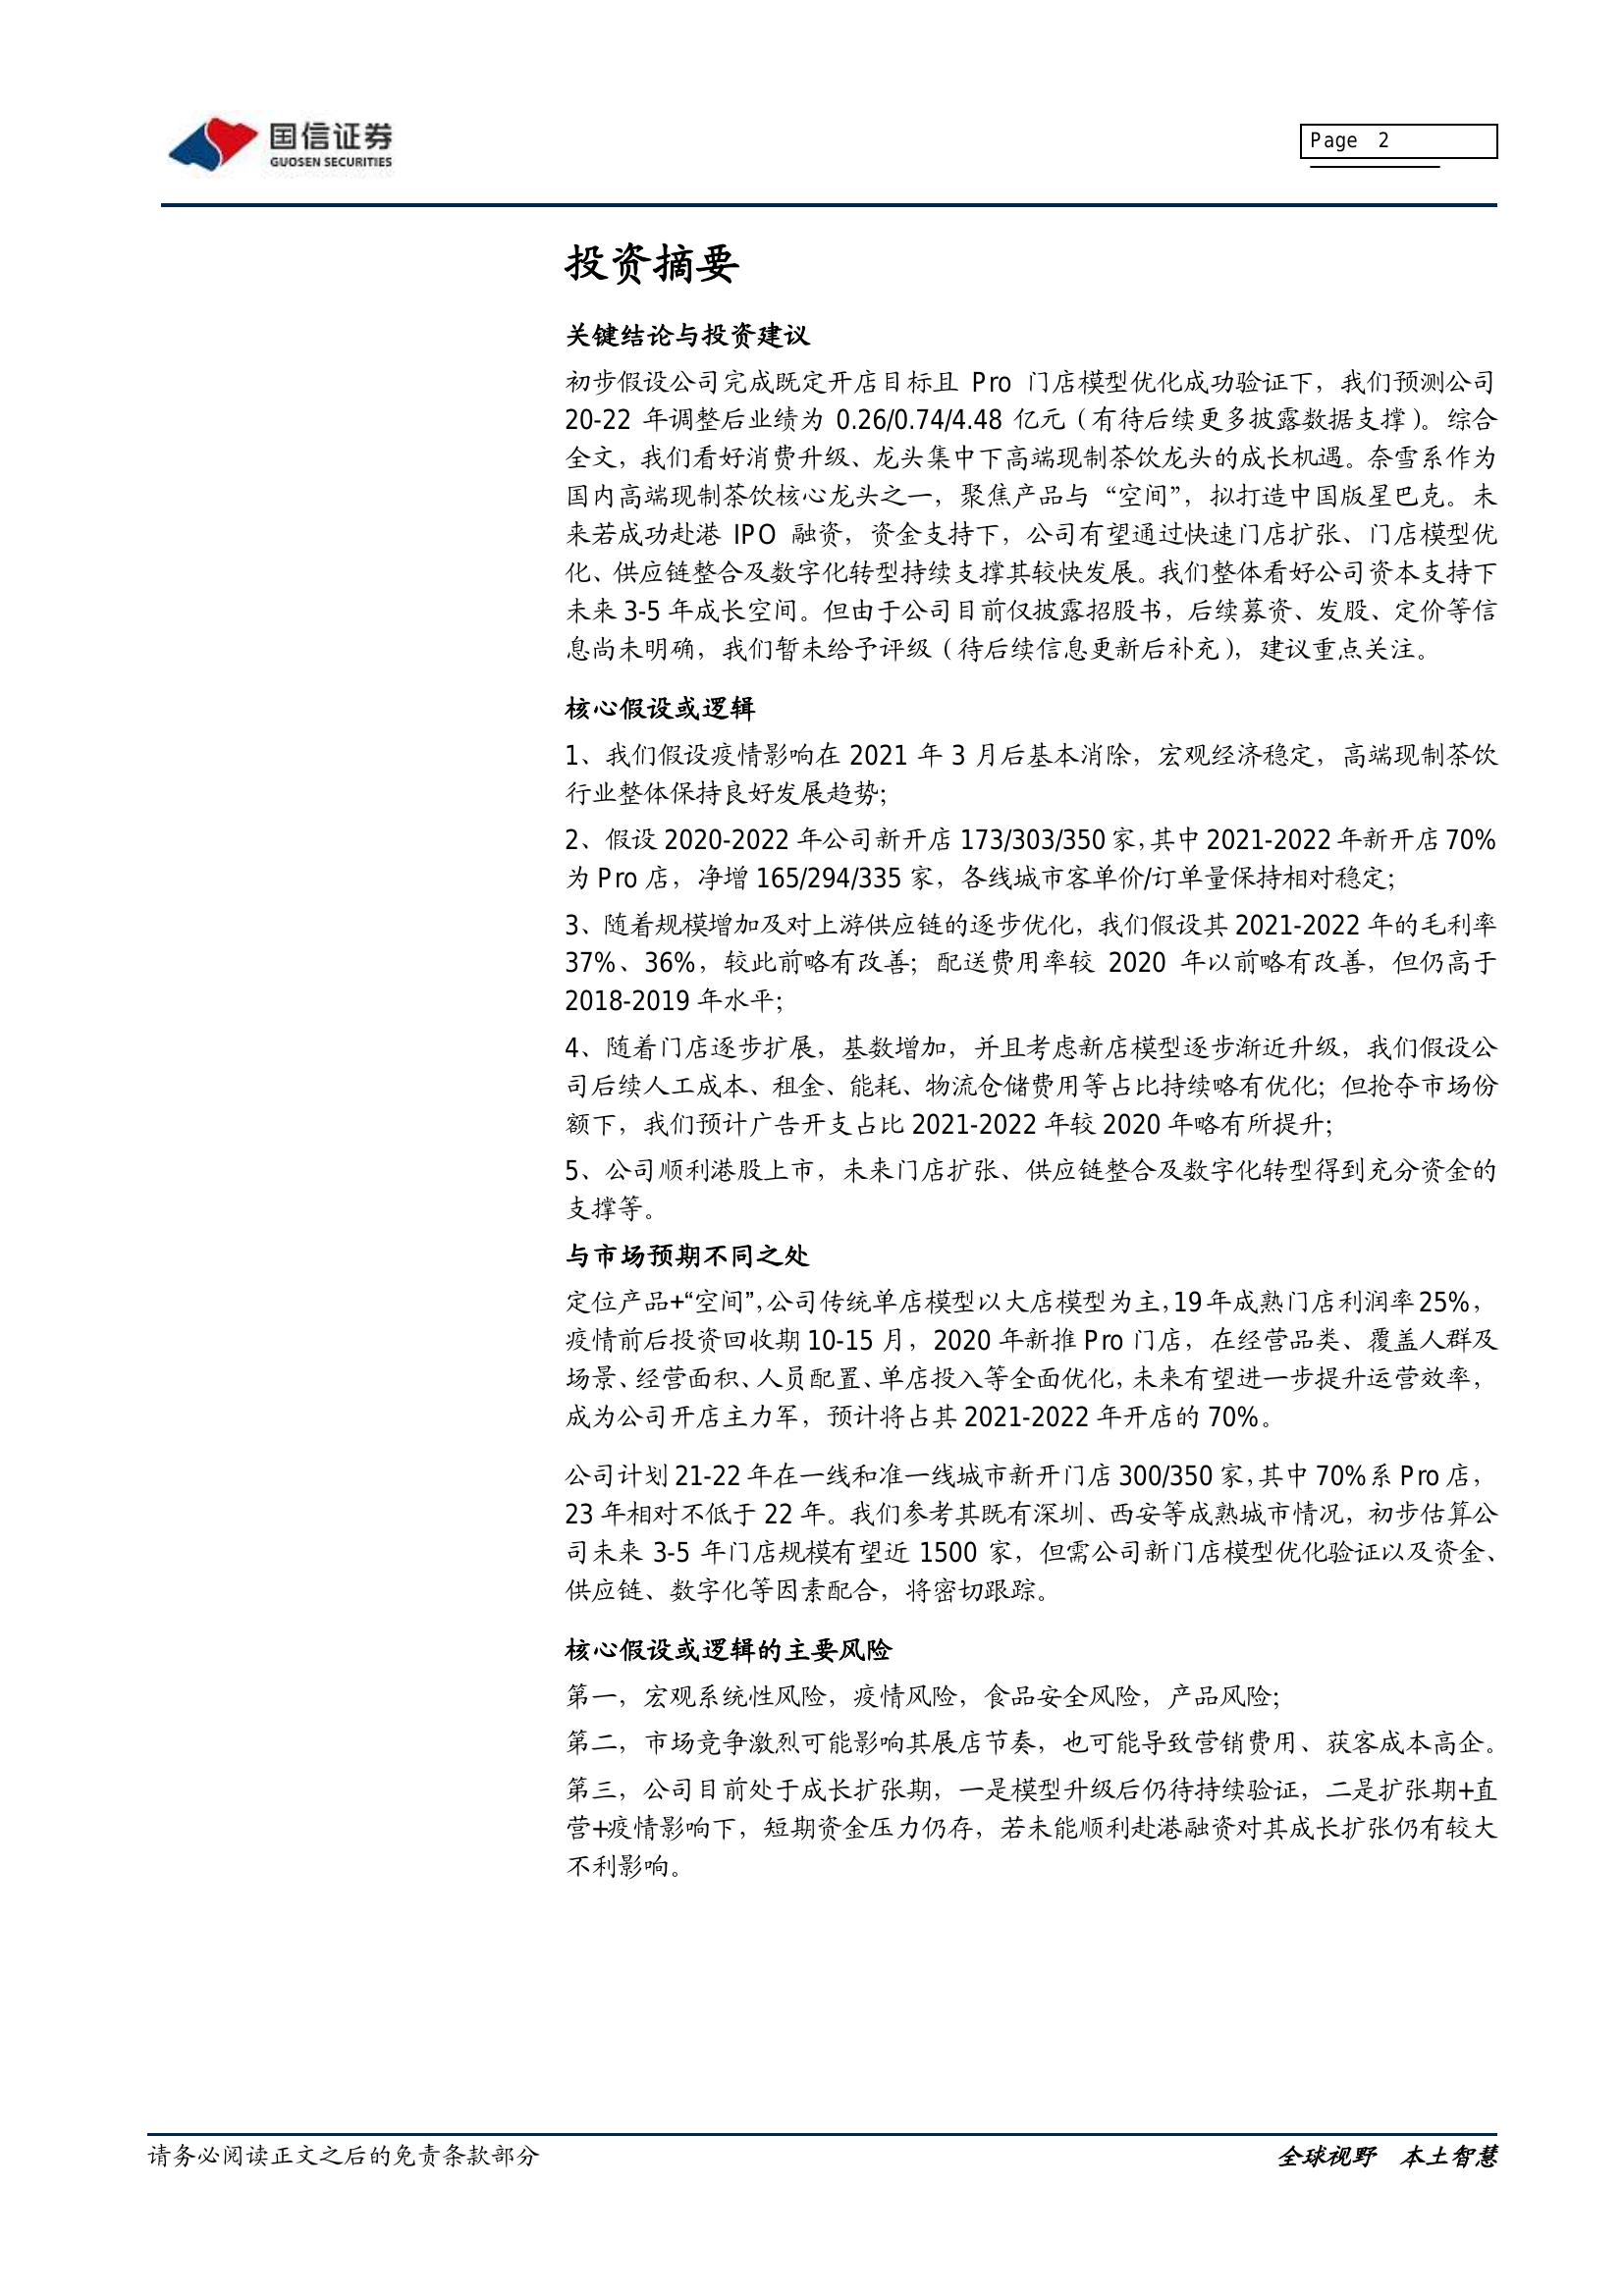 国信证券
GUOSEN SECURITIES
Page 2
投资摘要
关键结论与投资建议
初步假设公司完成既定开店目标且 Pro 门店模型优化成功验证下，我们预测公司
20-22 年调整后业绩为 0.26/0.74/4.48 亿元（有待后续更多披露数据支撑）。综合
全文，我们看好消费升级、龙头集中下高端现制茶饮龙头的成长机遇。奈雪系作为
国内高端现制茶饮核心龙头之一，聚焦产品与“空间”，拟打造中国版星巴克。未
来若成功赴港 IPO 融资，资金支持下，公司有望通过快速门店扩张、门店模型优
化、供应链整合及数字化转型持续支撑其较快发展。我们整体看好公司资本支持下
未来 3-5 年成长空间。但由于公司目前仅披露招股书，后续募资、发股、定价等信
息尚未明确，我们暂未给予评级（待后续信息更新后补充），建议重点关注。
核心假设或逻辑
1、我们假设疫情影响在 2021 年 3 月后基本消除，宏观经济稳定，高端现制茶饮
行业整体保持良好发展趋势；
2、假设 2020-2022 年公司新开店 173/303/350 家，其中 2021-2022 年新开店 70%
为 Pro 店，净增 165/294/335 家，各线城市客单价/订单量保持相对稳定；
3、随着规模增加及对上游供应链的逐步优化，我们假设其 2021-2022 年的毛利率
37%、36%，较此前略有改善；配送费用率较 2020 年以前略有改善，但仍高于
2018-2019 年水平；
4、随着门店逐步扩展，基数增加，并且考虑新店模型逐步渐近升级，我们假设公
司后续人工成本、租金、能耗、物流仓储费用等占比持续略有优化；但抢夺市场份
额下，我们预计广告开支占比 2021-2022 年较 2020 年略有所提升；
5、公司顺利港股上市，未来门店扩张、供应链整合及数字化转型得到充分资金的
支撑等。
与市场预期不同之处
定位产品+“空间”，公司传统单店模型以大店模型为主，19 年成熟门店利润率 25%，
疫情前后投资回收期 10-15 月，2020 年新推 Pro 门店，在经营品类、覆盖人群及
场景、经营面积、人员配置、单店投入等全面优化，未来有望进一步提升运营效率，
成为公司开店主力军，预计将占其 2021-2022 年开店的 70%。
公司计划 21-22 年在一线和准一线城市新开门店 300/350 家，其中 70%系 Pro 店，
23 年相对不低于 22 年。我们参考其既有深圳、西安等成熟城市情况，初步估算公
司未来 3-5 年门店规模有望近 1500 家，但需公司新门店模型优化验证以及资金、
供应链、数字化等因素配合，将密切跟踪。
核心假设或逻辑的主要风险
第一，宏观系统性风险，疫情风险，食品安全风险，产品风险；
第二，市场竞争激烈可能影响其展店节奏，也可能导致营销费用、获客成本高企。
第三，公司目前处于成长扩张期，一是模型升级后仍待持续验证，二是扩张期+直
营+疫情影响下，短期资金压力仍存，若未能顺利赴港融资对其成长扩张仍有较大
不利影响。
请务必阅读正文之后的免责条款部分
全球视野 本土智慧